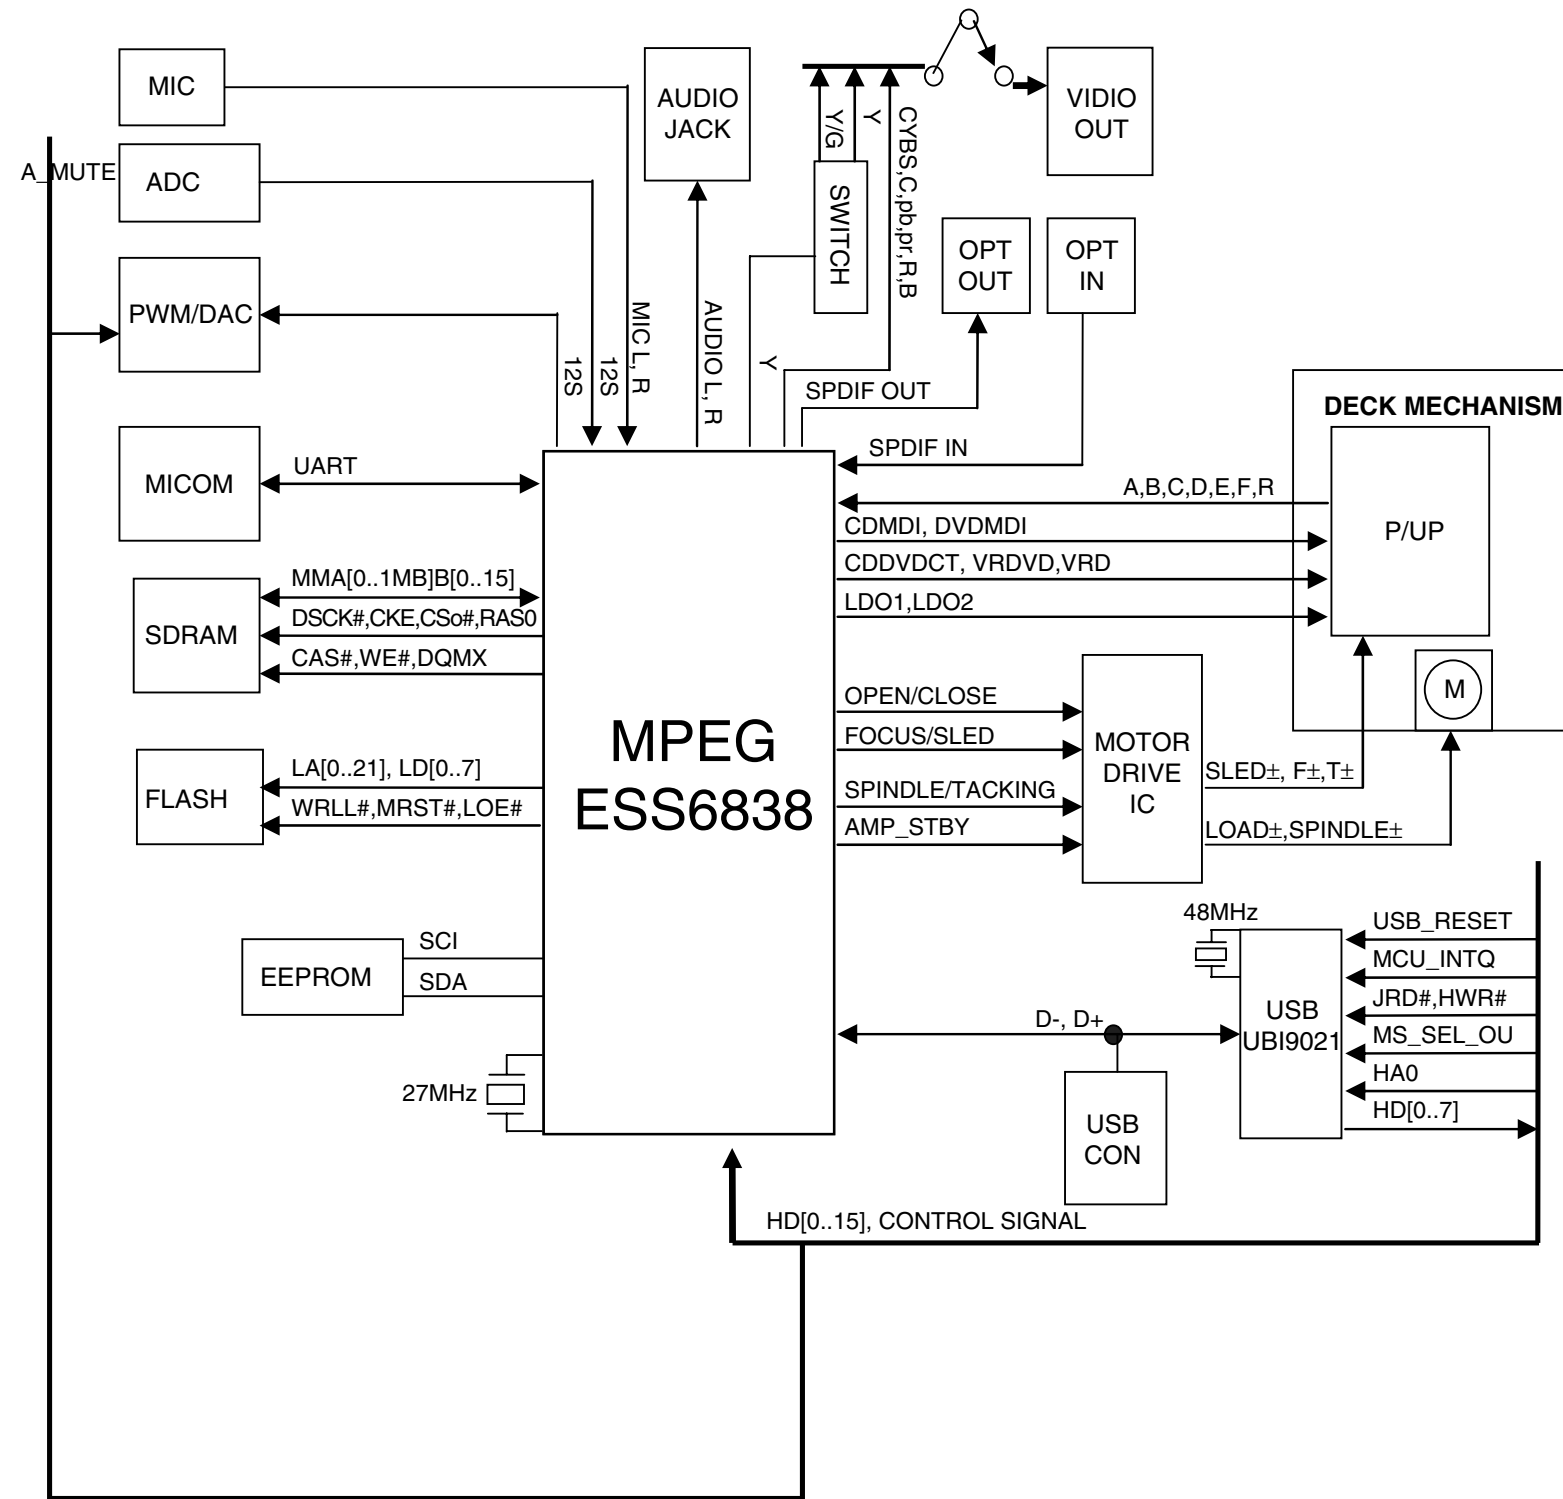 MIC
AUDIO
JACK
VIDIO
OUT
Y/G
Y
CYBS,C,pb,pr,R,B
A_MUTE
ADC
SWITCH
OPT
OUT
OPT
IN
PWM/DAC
12S
12S
MIC L, R
AUDIO L, R
Y
SPDIF OUT
DECK MECHANISM
SPDIF IN
MICOM
UART
A,B,C,D,E,F,R
CDMDI, DVDMDI
P/UP
CDDVDCT, VRDVD,VRD
LDO1,LDO2
SDRAM
MMA[0..1MB]B[0..15]
DSCK#,CKE,CSo#,RAS0
CAS#,WE#,DQMX
M
MPEG
ESS6838
OPEN/CLOSE
FOCUS/SLED
SPINDLE/TACKING
AMP_STBY
MOTOR
DRIVE
IC
SLED±, F±,T±
LOAD±,SPINDLE±
FLASH
LA[0..21], LD[0..7]
WRLL#,MRST#,LOE#
EEPROM
SCI
SDA
48MHz
USB
UBI9021
USB_RESET
MCU_INTQ
JRD#,HWR#
MS_SEL_OU
HA0
HD[0..7]
D-, D+
27MHz
USB
CON
HD[0..15], CONTROL SIGNAL